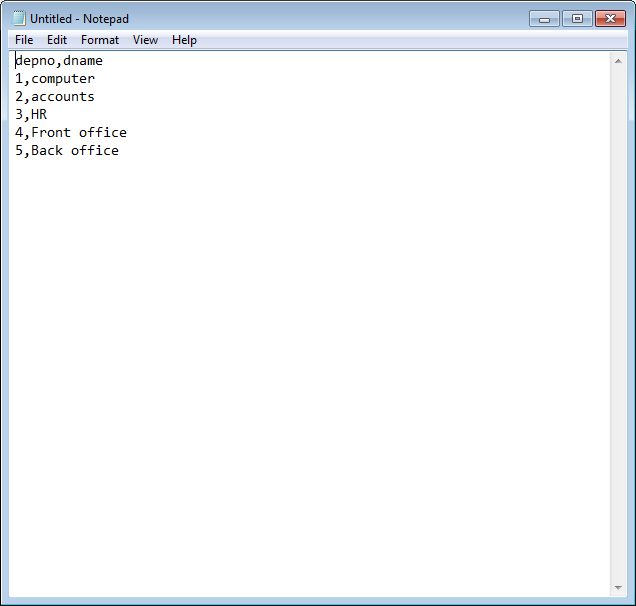 Untitled - Notepad
File Edit Format View Help
depno,dname
1,computer
2,accounts
3,HR
4,Front office
5,Back office